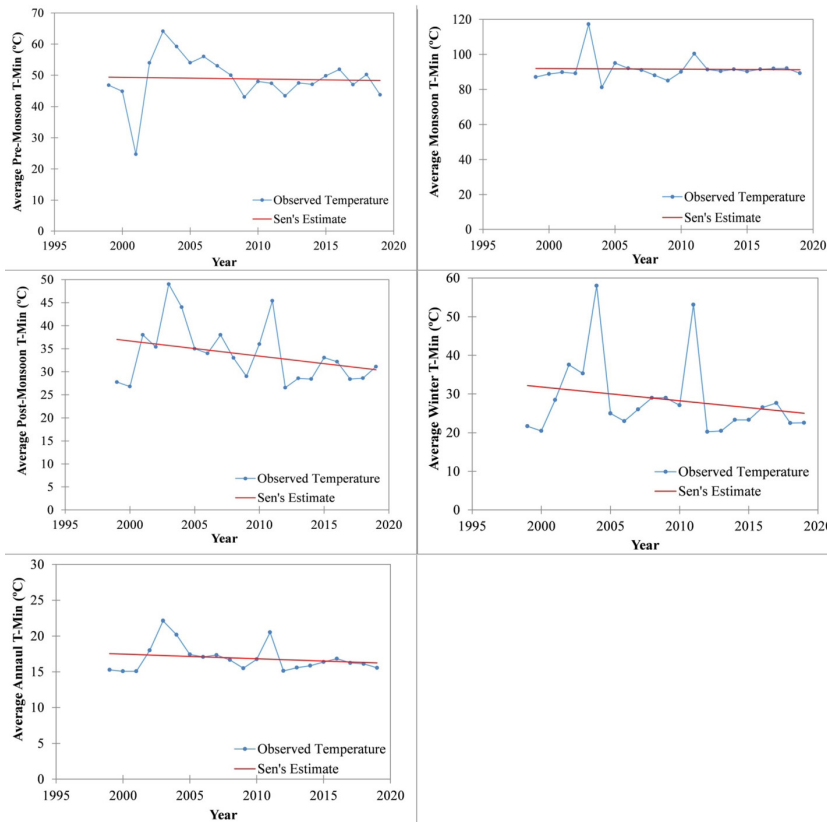 Average Pre-Monsoon T-Min (ºC)
70
60
50
40
30
20
10
0
1995 2000 2005 2010 2015 2020
Year
Observed Temperature
Sen's Estimate
Average Monsoon T-Min (ºC)
120
100
80
60
40
20
0
1995 2000 2005 2010 2015 2020
Year
Observed Temperature
Sen's Estimate
Average Post-Monsoon T-Min (ºC)
50
45
40
35
30
25
20
15
10
5
0
1995 2000 2005 2010 2015 2020
Year
Observed Temperature
Sen's Estimate
Average Winter T-Min (ºC)
60
50
40
30
20
10
0
1995 2000 2005 2010 2015 2020
Year
Observed Temperature
Sen's Estimate
Average Annaul T-Min (ºC)
30
25
20
15
10
5
0
1995 2000 2005 2010 2015 2020
Year
Observed Temperature
Sen's Estimate